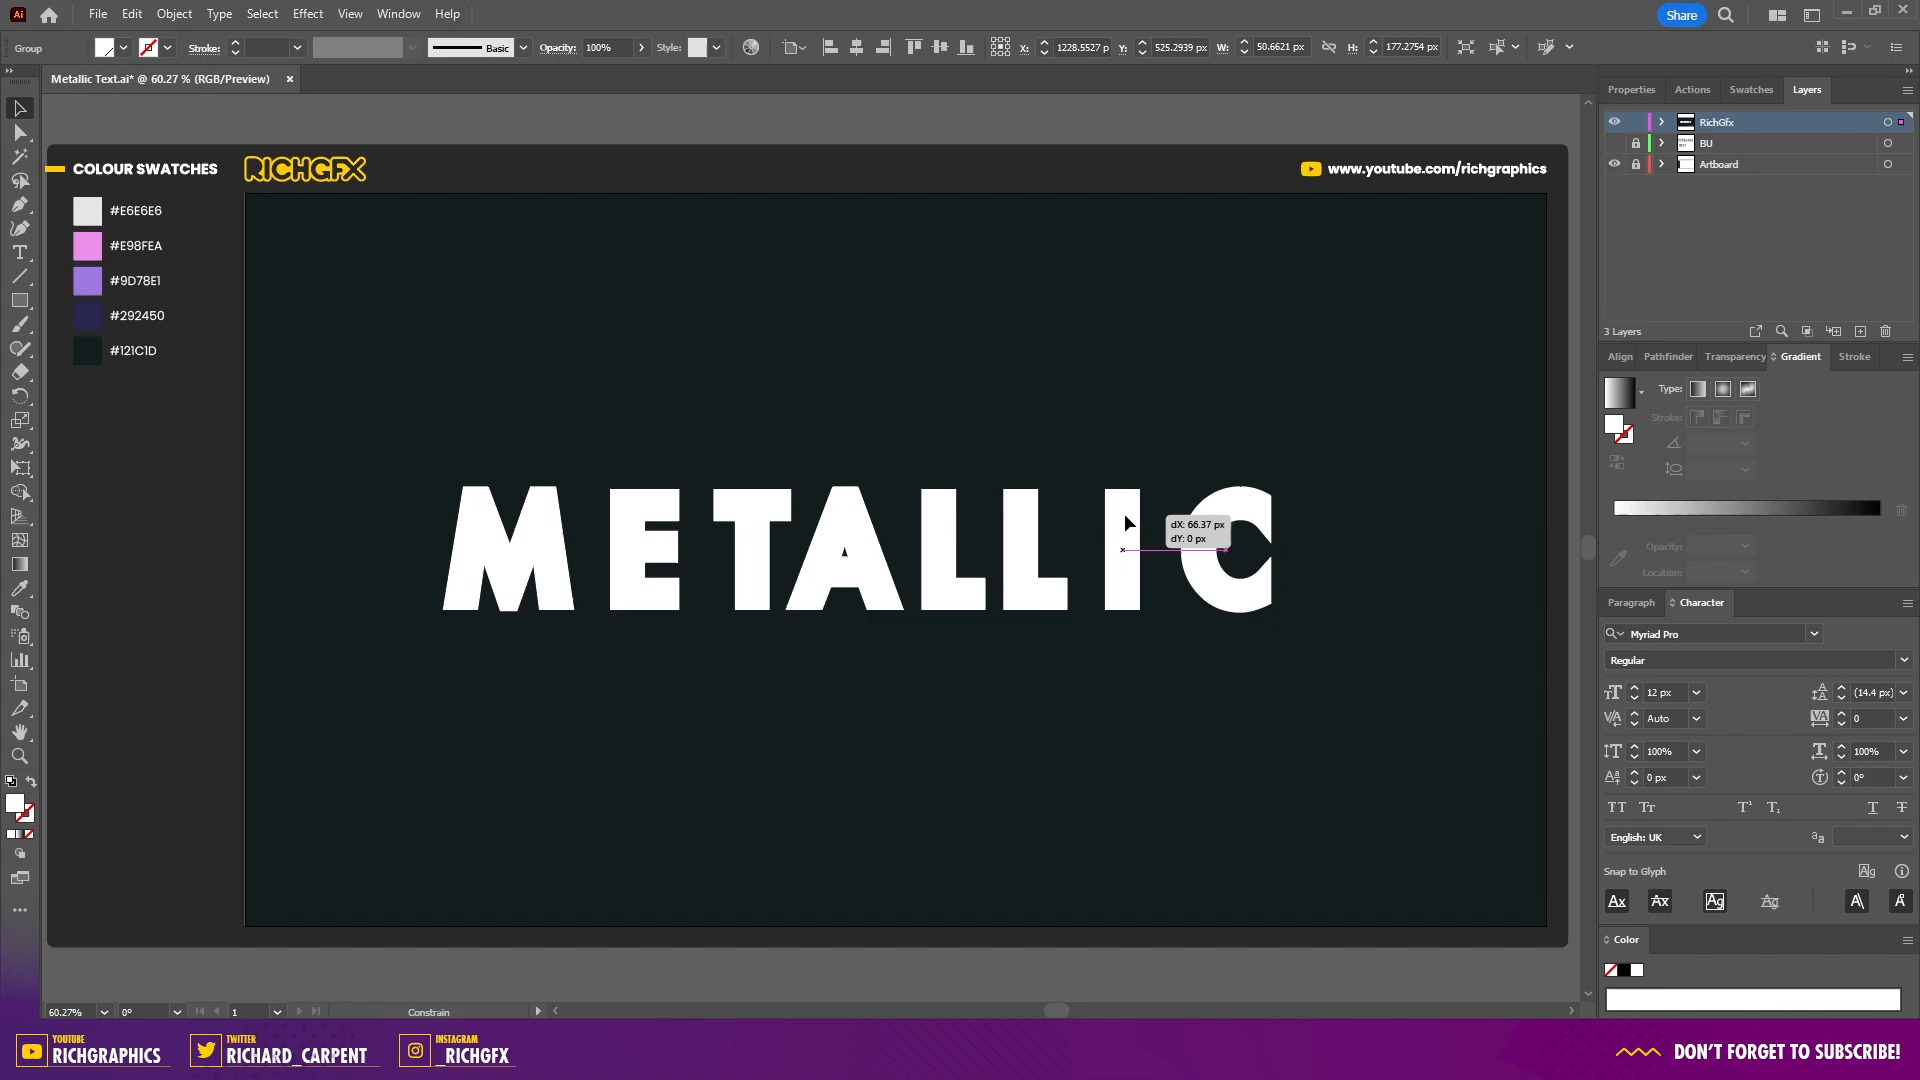 Ai File Edit Object Type Select Effect View Window Help Share
Group Stroke: Basic Opacity: 100% Style: X: 1228.5527 p Y: 525.2939 px W: 50.6621 px H: 177.2754 px
Metallic Text.ai* @ 60.27 % (RGB/Preview) ×
Properties Actions Swatches Layers
RichGfx
BU
Artboard
3 Layers
COLOUR SWATCHES RICHGFX www.youtube.com/richgraphics
#E6E6E6
#E98FEA
#9D78E1
#292450
#121C1D
METALLIC
dX: 66.37 px
dY: 0 px
Align Pathfinder Transparency Gradient Stroke
Type:
Stroke:
Opacity:
Location:
Paragraph Character
Myriad Pro
Regular
12 px (14.4 px)
Auto 0
100% 100%
0 px 0°
English: UK
Snap to Glyph
Color
60.27% 0° 1 Constrain
YOUTUBE
RICHGRAPHICS
TWITTER
RICHARD_CARPENT
INSTAGRAM
_RICHGFX
DON'T FORGET TO SUBSCRIBE!